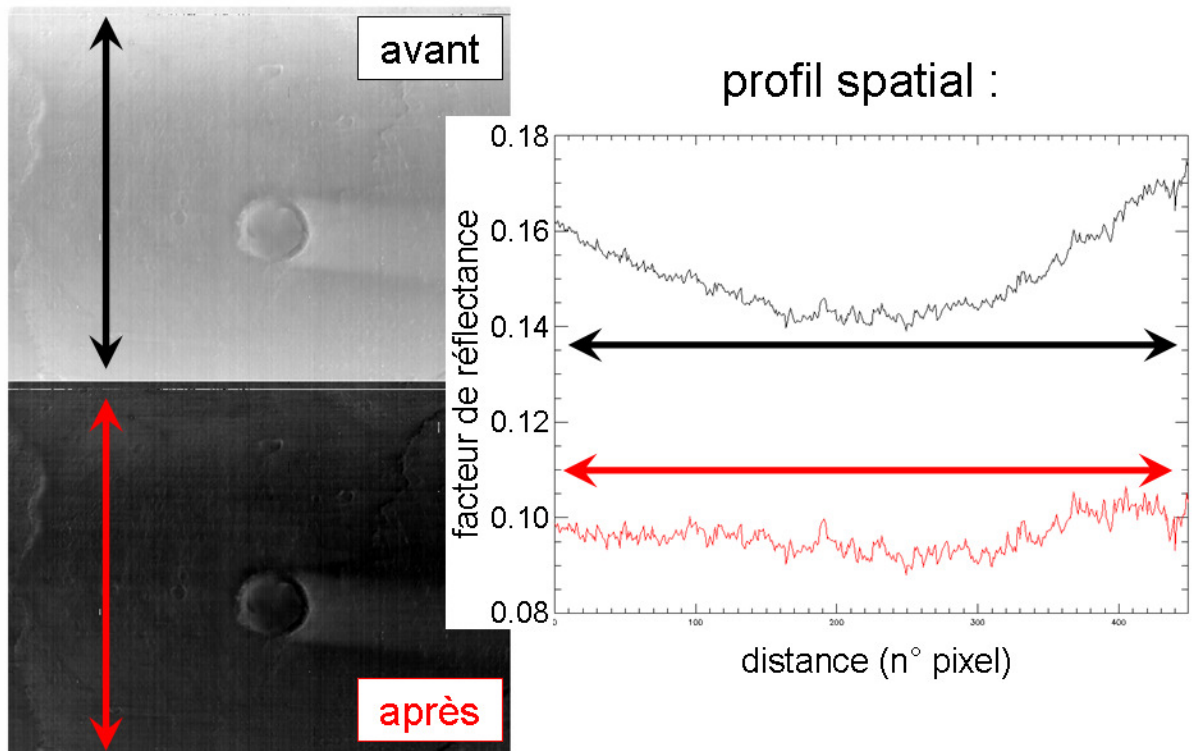 avant
après
profil spatial :
facteur de réflectance
0.18
0.16
0.14
0.12
0.10
0.08
0
100
200
300
400
distance (n° pixel)